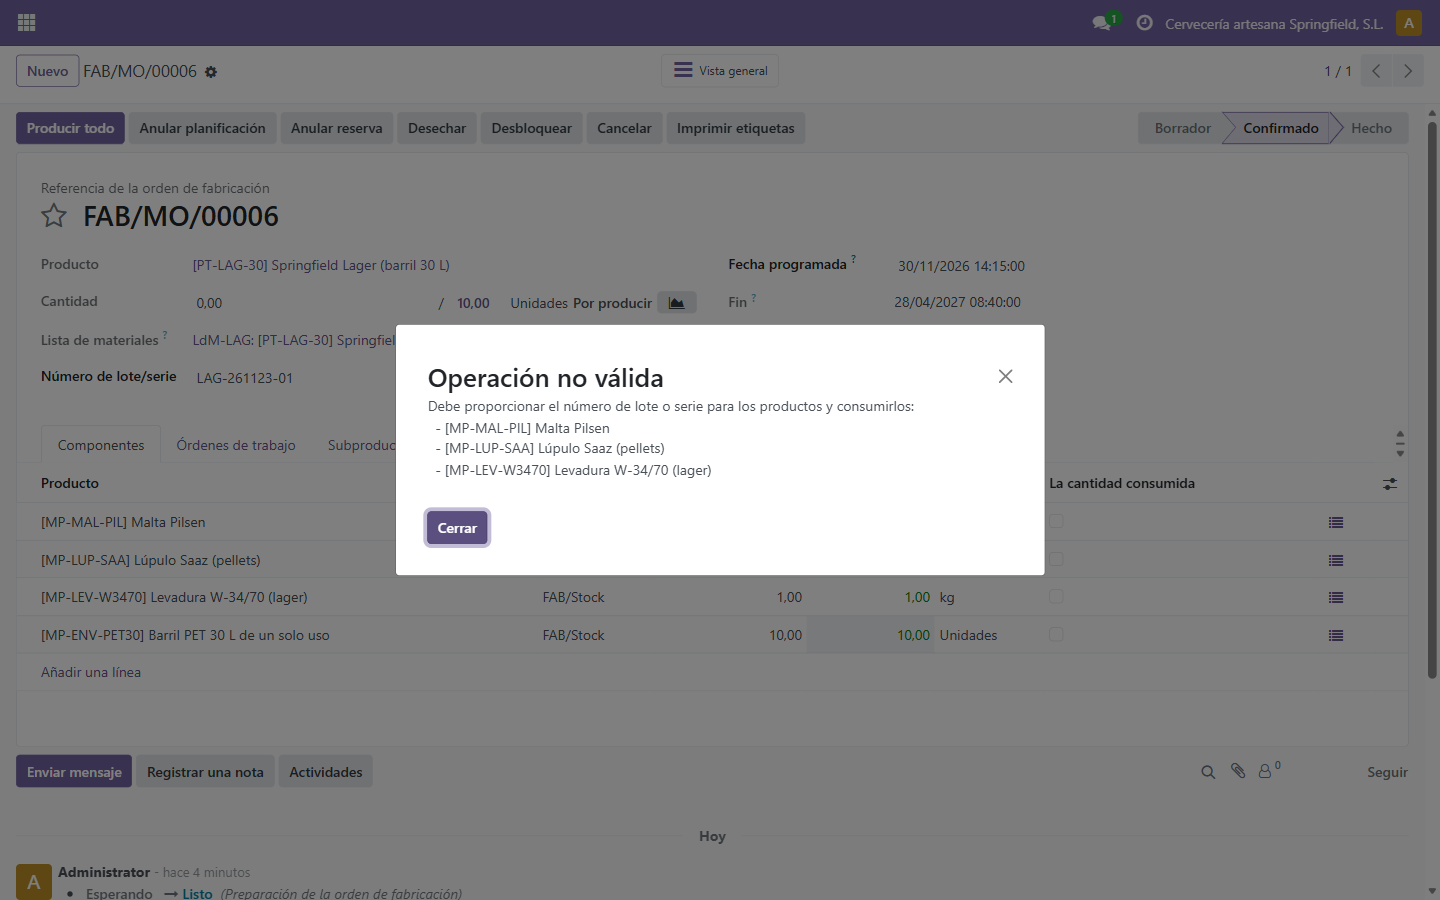 1
Cervecería artesana Springfield, S.L.
A
Nuevo
FAB/MO/00006
Vista general
1 / 1
Producir todo
Anular planificación
Anular reserva
Desechar
Desbloquear
Cancelar
Imprimir etiquetas
Borrador
Confirmado
Hecho
Referencia de la orden de fabricación
FAB/MO/00006
Producto
[PT-LAG-30] Springfield Lager (barril 30 L)
Fecha programada ?
30/11/2026 14:15:00
Cantidad
0,00
/ 10,00
Unidades Por producir
Fin ?
28/04/2027 08:40:00
Lista de materiales ?
LdM-LAG: [PT-LAG-30] Springfiel
Número de lote/serie
LAG-261123-01
Operación no válida
Debe proporcionar el número de lote o serie para los productos y consumirlos:
- [MP-MAL-PIL] Malta Pilsen
- [MP-LUP-SAA] Lúpulo Saaz (pellets)
- [MP-LEV-W3470] Levadura W-34/70 (lager)
Cerrar
Componentes
Órdenes de trabajo
Subproduc
Producto
La cantidad consumida
[MP-MAL-PIL] Malta Pilsen
[MP-LUP-SAA] Lúpulo Saaz (pellets)
[MP-LEV-W3470] Levadura W-34/70 (lager)
FAB/Stock
1,00
1,00
kg
[MP-ENV-PET30] Barril PET 30 L de un solo uso
FAB/Stock
10,00
10,00
Unidades
Añadir una línea
Enviar mensaje
Registrar una nota
Actividades
0
Seguir
Hoy
A
Administrator - hace 4 minutos
• Esperando → Listo (Preparación de la orden de fabricación)